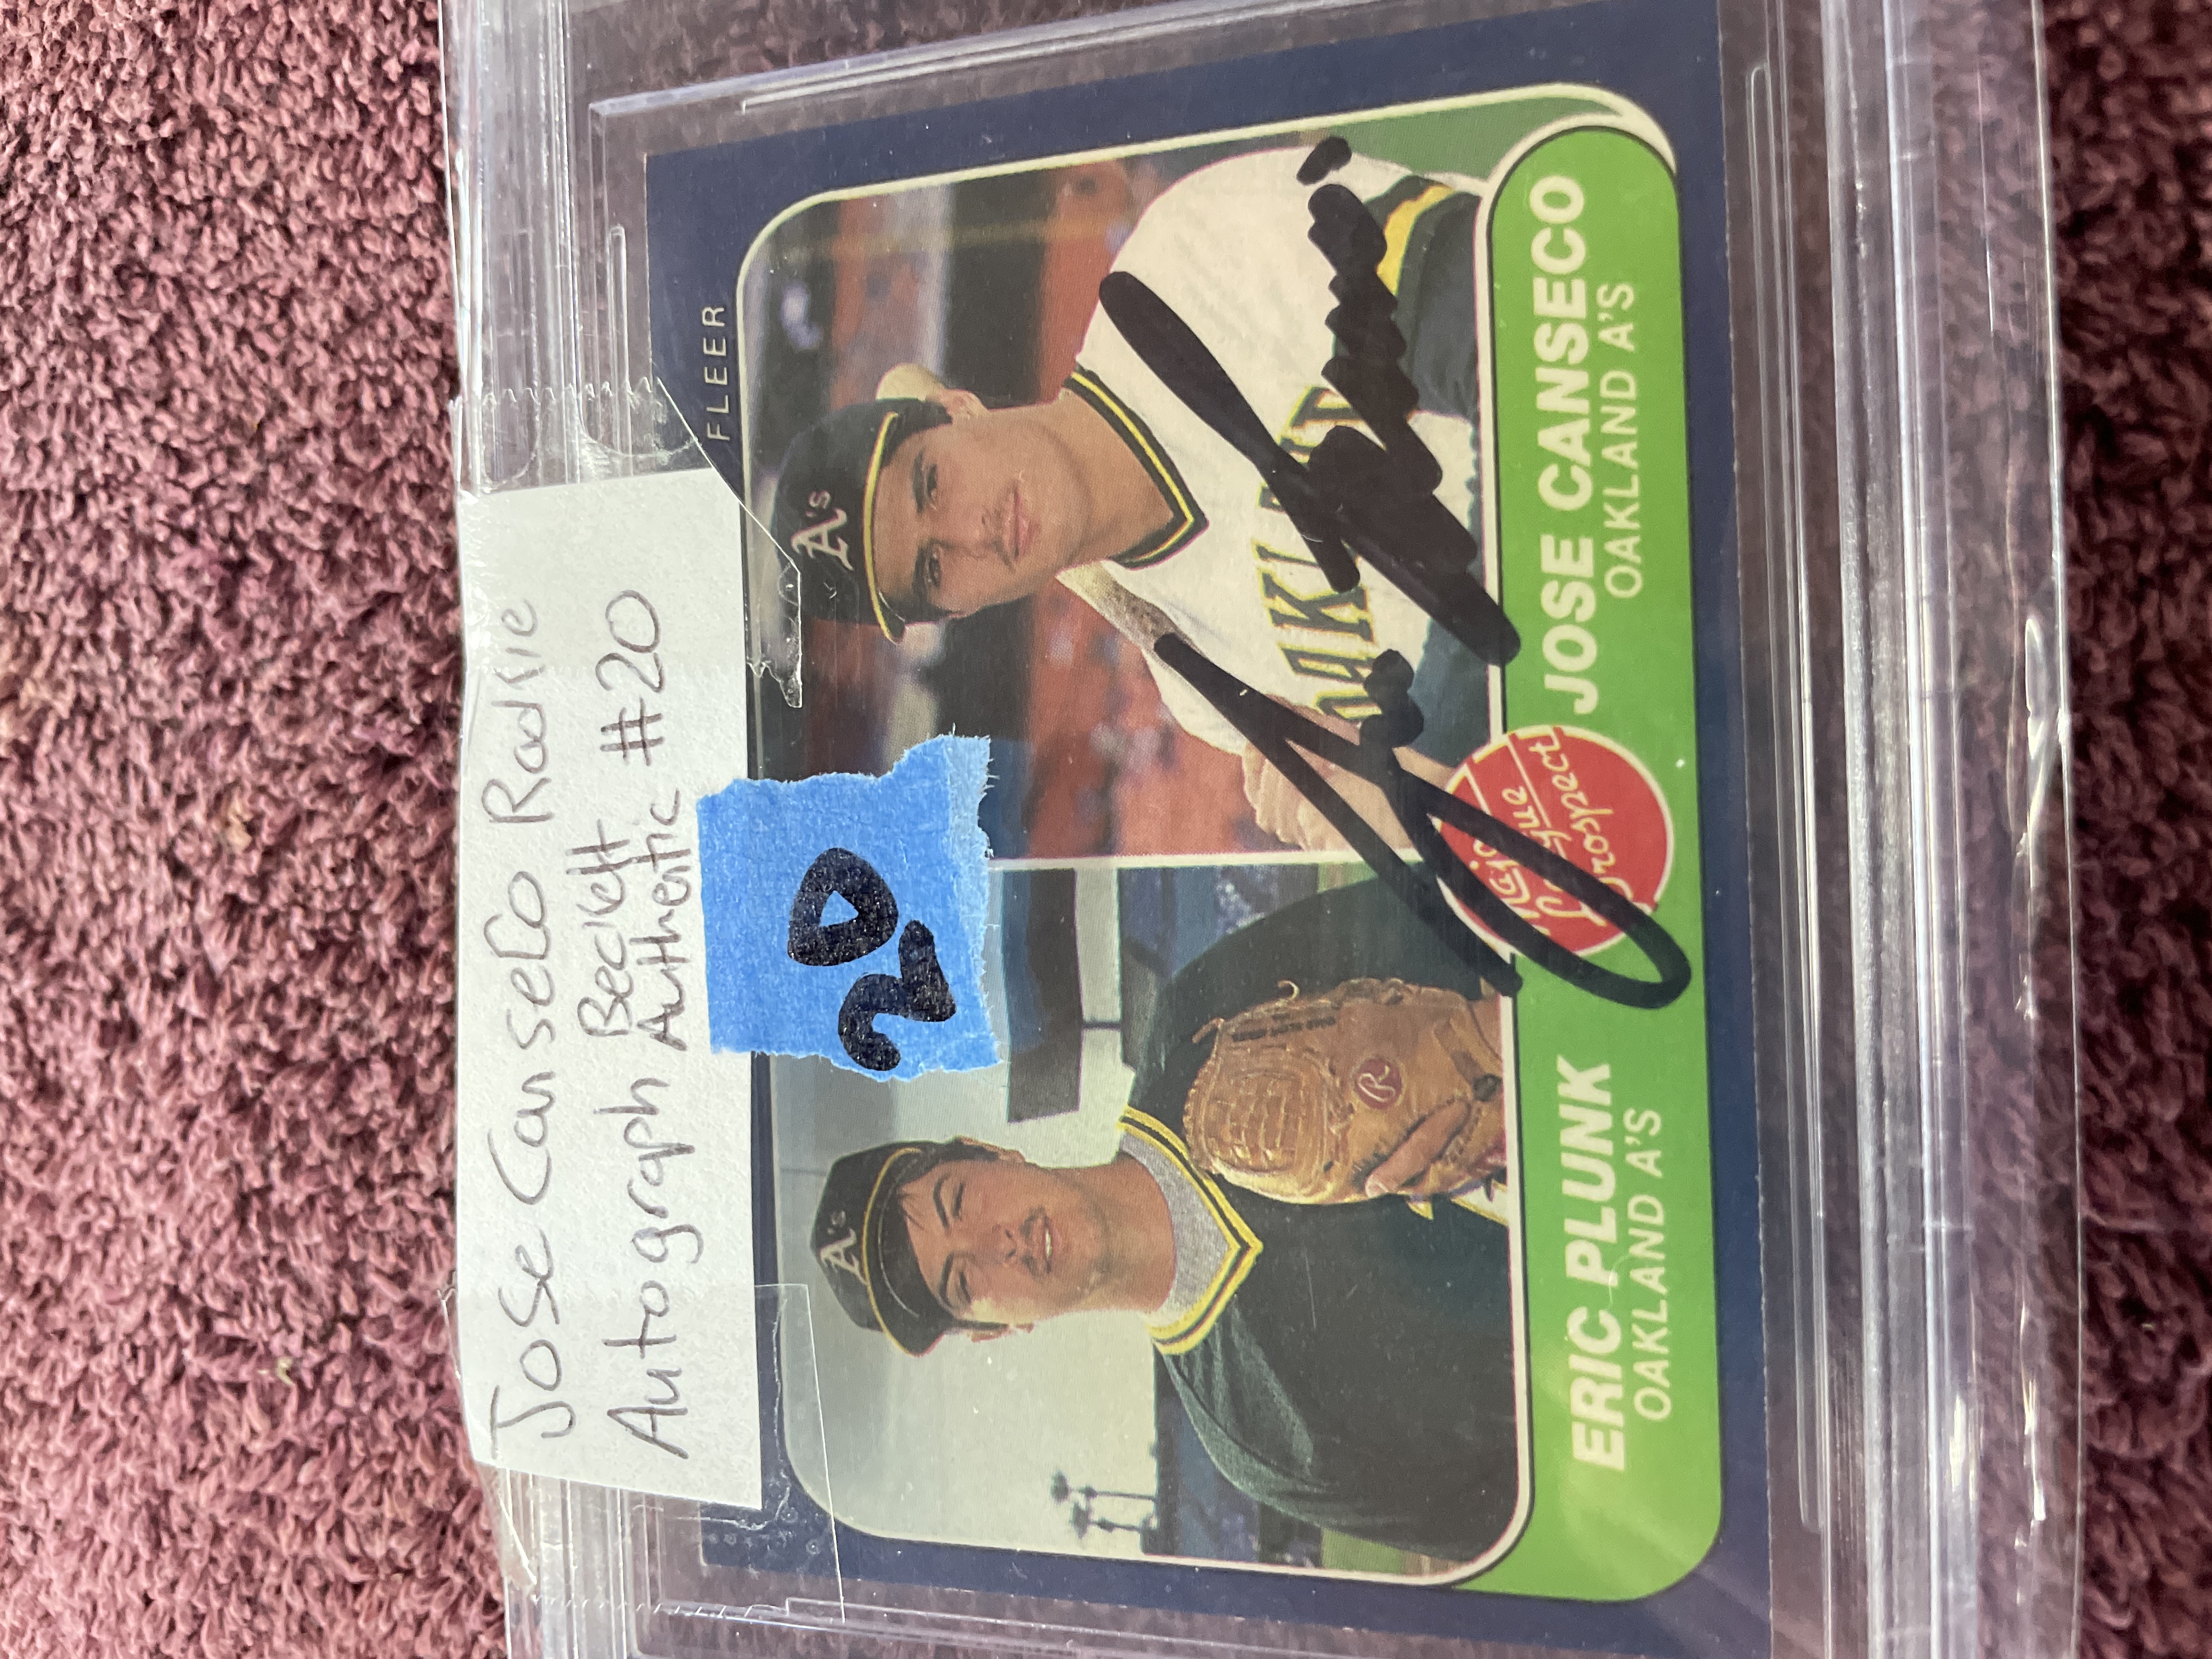 Jose Canseco Rookie
Beckett
Autograph Authentic #20
20
FLEER
A's
A's
R
Major
League
Prospect
ERIC PLUNK
OAKLAND A'S
JOSE CANSECO
OAKLAND A'S